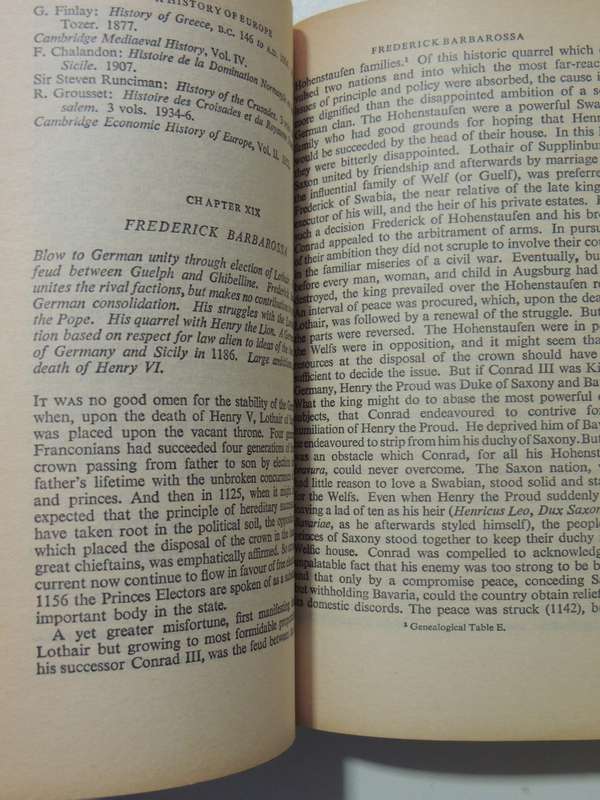 A HISTORY OF EUROPE
G. Finlay: History of Greece, B.C. 146 to A.D.
Tozer. 1877.
Cambridge Mediaeval History, Vol. IV.
F. Chalandon: Histoire de la Domination Normande en
Sicile. 1907.
Sir Steven Runciman: History of the Crusades. 3
R. Grousset: Histoire des Croisades et du Royaume
salem. 3 vols. 1934-6.
Cambridge Economic History of Europe, Vol. II.
CHAPTER XIX
FREDERICK BARBAROSSA
Blow to German unity through election of Lothair,
feud between Guelph and Ghibelline. Frederick
unites the rival factions, but makes no contribution
German consolidation. His struggles with the
the Pope. His quarrel with Henry the Lion. A
tion based on respect for law alien to ideas of the
of Germany and Sicily in 1186. Large
death of Henry VI.
IT WAS no good omen for the stability of the
when, upon the death of Henry V, Lothair of
was placed upon the vacant throne. Four
Franconians had succeeded four generations of
crown passing from father to son by election
father's lifetime with the unbroken concurrence
and princes. And then in 1125, when it might
expected that the principle of hereditary
have taken root in the political soil, the
which placed the disposal of the crown in the
great chieftains, was emphatically affirmed. So
current now continue to flow in favour of free
1156 the Princes Electors are spoken of as a
important body in the state.
A yet greater misfortune, first manifesting
Lothair but growing to most formidable
his successor Conrad III, was the feud between
FREDERICK BARBAROSSA
Hohenstaufen families.¹ Of this historic quarrel which
vulsed two nations and into which the most far-reac
issues of principle and policy were absorbed, the cause i
more dignified than the disappointed ambition of a s
German clan. The Hohenstaufen were a powerful Swa
family who had good grounds for hoping that Hen
would be succeeded by the head of their house. In this
they were bitterly disappointed. Lothair of Supplinbur
Saxon united by friendship and afterwards by marriage
the influential family of Welf (or Guelf), was preferre
Frederick of Swabia, the near relative of the late king
executor of his will, and the heir of his private estates.
such a decision Frederick of Hohenstaufen and his bro
Conrad appealed to the arbitrament of arms. In pursu
of their ambition they did not scruple to involve their cou
in the familiar miseries of a civil war. Eventually, bu
before every man, woman, and child in Augsburg had
destroyed, the king prevailed over the Hohenstaufen r
An interval of peace was procured, which, upon the dea
Lothair, was followed by a renewal of the struggle. But
the parts were reversed. The Hohenstaufen were in p
the Welfs were in opposition, and it might seem tha
resources at the disposal of the crown should have
sufficient to decide the issue. But if Conrad III was Ki
Germany, Henry the Proud was Duke of Saxony and Ba
What the king might do to abase the most powerful o
subjects, that Conrad endeavoured to contrive for
humiliation of Henry the Proud. He deprived him of Bav
he endeavoured to strip from him his duchy of Saxony. But
was an obstacle which Conrad, for all his Hohenst
bravura, could never overcome. The Saxon nation, w
had little reason to love a Swabian, stood solid and sta
for the Welfs. Even when Henry the Proud suddenly
leaving a lad of ten as his heir (Henricus Leo, Dux Saxon
Bavariae, as he afterwards styled himself), the people
princes of Saxony stood together to keep their duchy
Welfic house. Conrad was compelled to acknowledg
unpalatable fact that his enemy was too strong to be b
and that only by a compromise peace, conceding Sa
but withholding Bavaria, could the country obtain relief
its domestic discords. The peace was struck (1142), b
¹ Genealogical Table E.